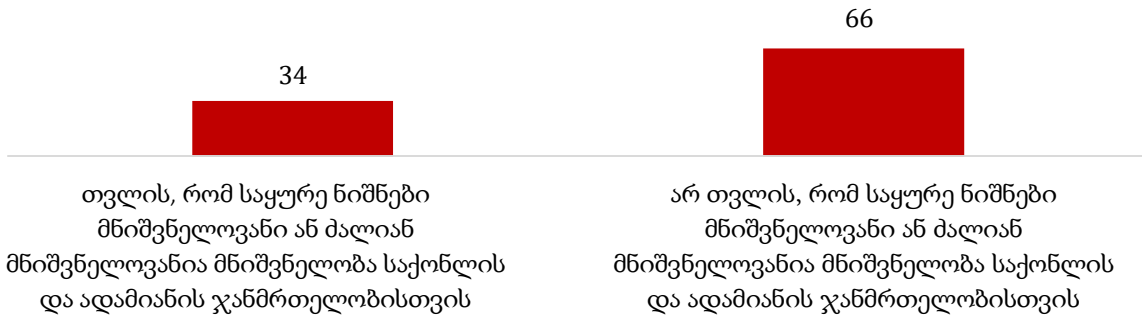 66
34
თვლის, რომ საყურე ნიშნები
მნიშვნელოვანი ან ძალიან
მნიშვნელოვანია მნიშვნელობა საქონლის
და ადამიანის ჯანმრთელობისთვის
არ თვლის, რომ საყურე ნიშნები
მნიშვნელოვანი ან ძალიან
მნიშვნელოვანია მნიშვნელობა საქონლის
და ადამიანის ჯანმრთელობისთვის